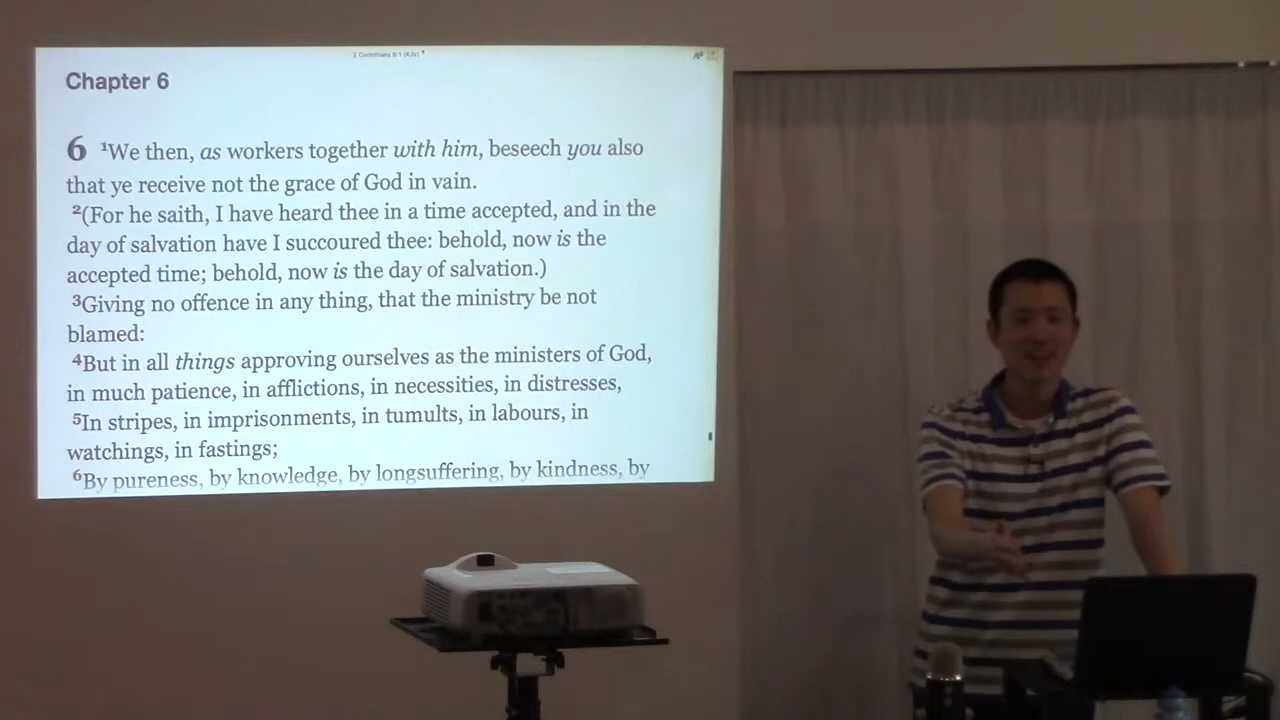 2 Corinthians 6:1 (KJV)
Chapter 6
6 ¹We then, as workers together with him, beseech you also
that ye receive not the grace of God in vain.
²(For he saith, I have heard thee in a time accepted, and in the
day of salvation have I succoured thee: behold, now is the
accepted time; behold, now is the day of salvation.)
³Giving no offence in any thing, that the ministry be not
blamed:
⁴But in all things approving ourselves as the ministers of God,
in much patience, in afflictions, in necessities, in distresses,
⁵In stripes, in imprisonments, in tumults, in labours, in
watchings, in fastings;
⁶By pureness, by knowledge, by longsuffering, by kindness, by